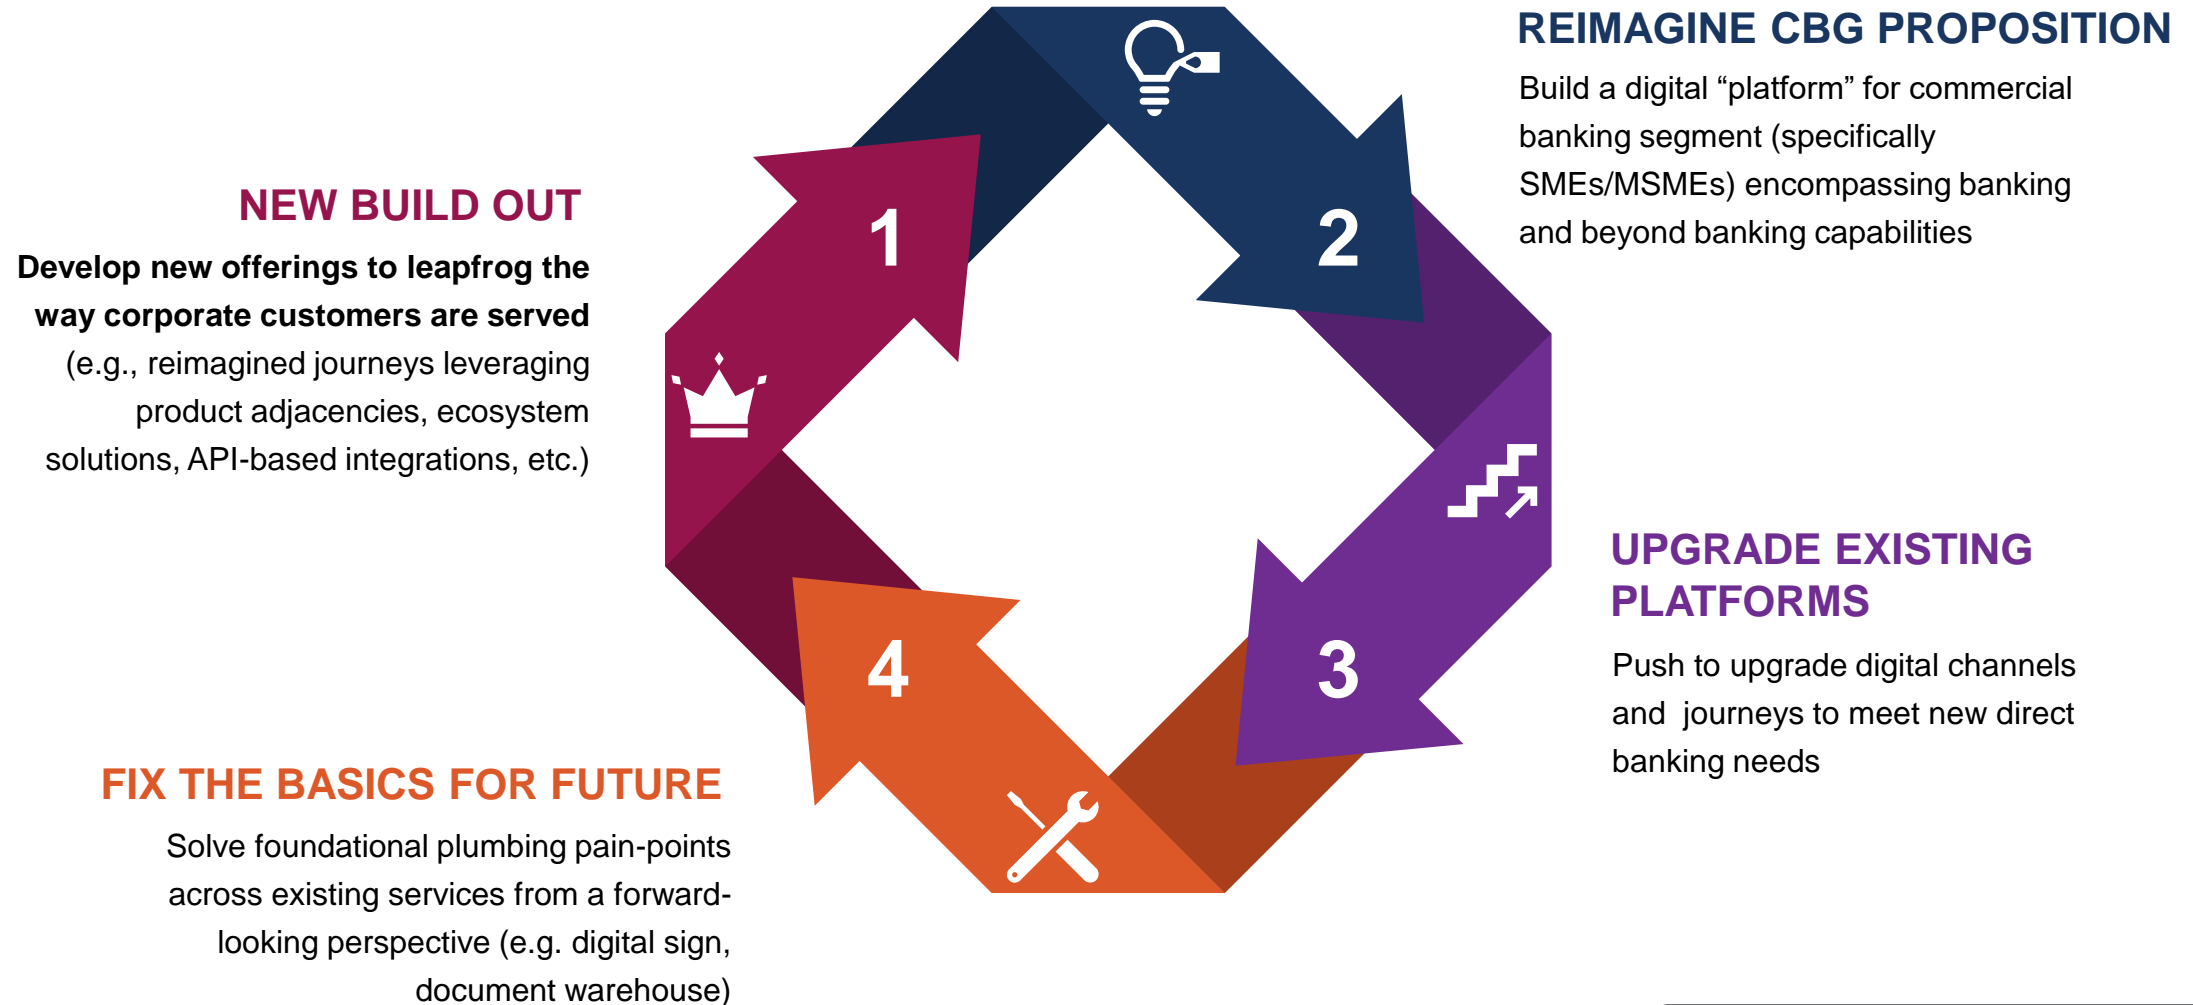 NEW BUILD OUT
Develop new offerings to leapfrog the
way corporate customers are served
(e.g., reimagined journeys leveraging
product adjacencies, ecosystem
solutions, API-based integrations, etc.)
1
REIMAGINE CBG PROPOSITION
Build a digital “platform” for commercial
banking segment (specifically
SMEs/MSMEs) encompassing banking
and beyond banking capabilities
2
UPGRADE EXISTING
PLATFORMS
Push to upgrade digital channels
and  journeys to meet new direct
banking needs
3
FIX THE BASICS FOR FUTURE
Solve foundational plumbing pain-points
across existing services from a forward-
looking perspective (e.g. digital sign,
document warehouse)
4